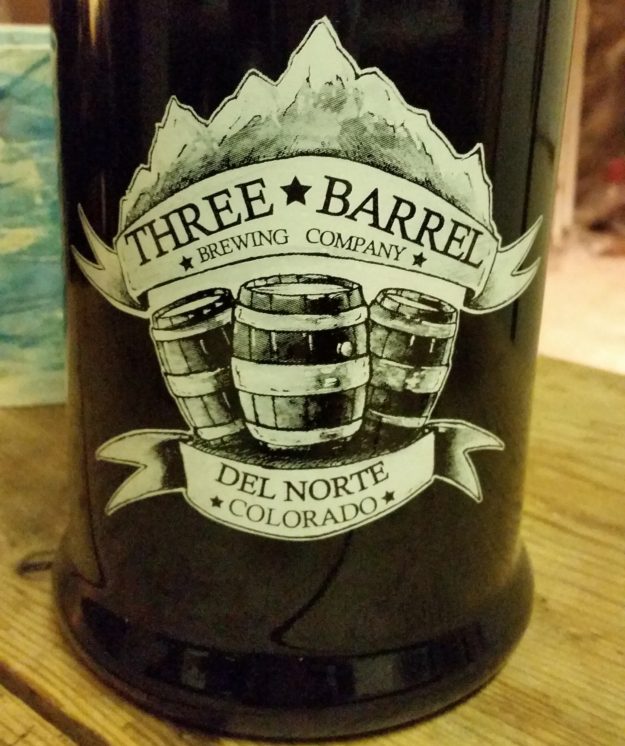 THREE ★ BARREL
★ BREWING COMPANY ★
DEL NORTE
★ COLORADO ★